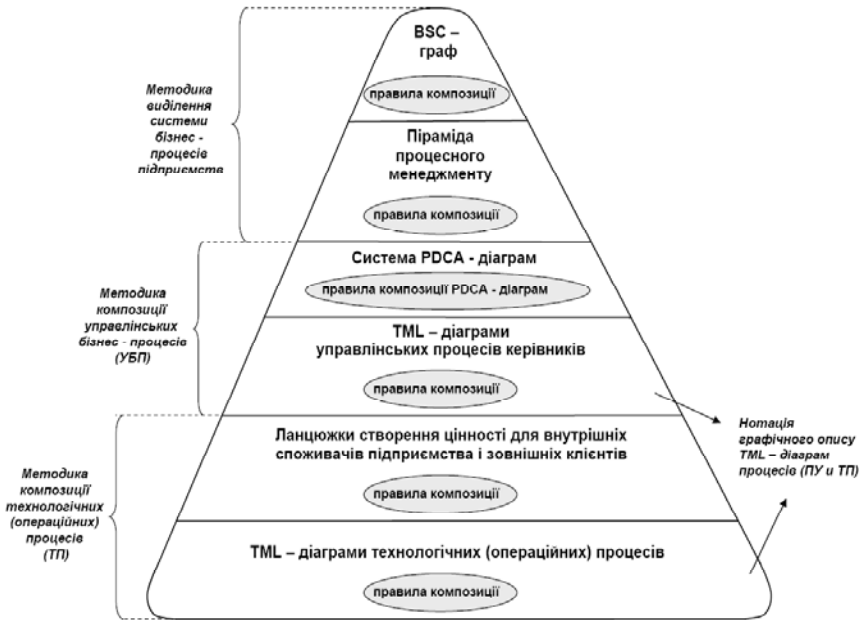 BSC –
граф
правила композиції
Методика
виділення
системи
бізнес -
процесів
підприємств
Піраміда
процесного
менеджменту
правила композиції
Система PDCA - діаграм
правила композиції PDCA - діаграм
Методика
композиції
управлінських
бізнес - процесів
(УБП)
TML – діаграми
управлінських процесів керівників
правила композиції
Ланцюжки створення цінності для внутрішніх
споживачів підприємства і зовнішніх клієнтів
правила композиції
Нотація
графічного опису
TML – діаграм
процесів (ПУ и ТП)
Методика
композиції
технологічних
(операційних)
процесів
(ТП)
TML – діаграми технологічних (операційних) процесів
правила композиції